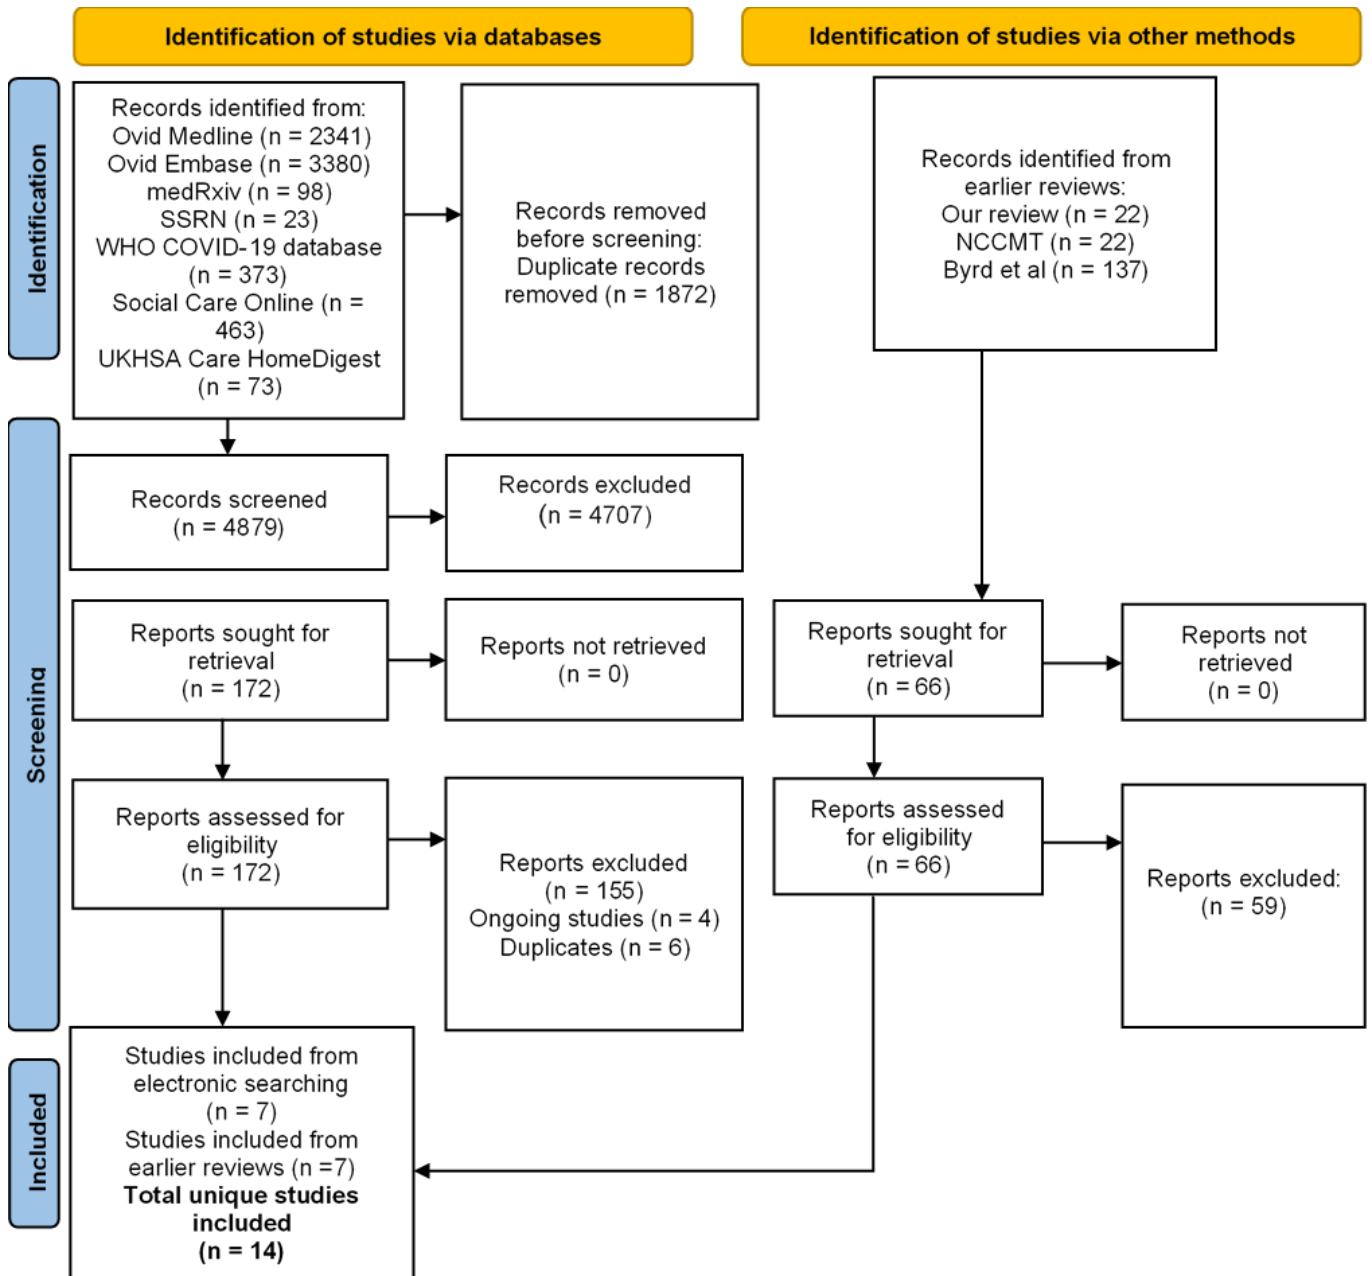 Identification of studies via databases
Identification of studies via other methods
Identification
Records identified from:
Ovid Medline (n = 2341)
Ovid Embase (n = 3380)
medRxiv (n = 98)
SSRN (n = 23)
WHO COVID-19 database
(n = 373)
Social Care Online (n =
463)
UKHSA Care HomeDigest
(n = 73)
Records removed
before screening:
Duplicate records
removed (n = 1872)
Records identified from
earlier reviews:
Our review (n = 22)
NCCMT (n = 22)
Byrd et al (n = 137)
Screening
Records screened
(n = 4879)
Records excluded
(n = 4707)
Reports sought for
retrieval
(n = 172)
Reports not retrieved
(n = 0)
Reports sought for
retrieval
(n = 66)
Reports not
retrieved
(n = 0)
Reports assessed for
eligibility
(n = 172)
Reports excluded
(n = 155)
Ongoing studies (n = 4)
Duplicates (n = 6)
Reports assessed
for eligibility
(n = 66)
Reports excluded:
(n = 59)
Included
Studies included from
electronic searching
(n = 7)
Studies included from
earlier reviews (n =7)
Total unique studies
included
(n = 14)